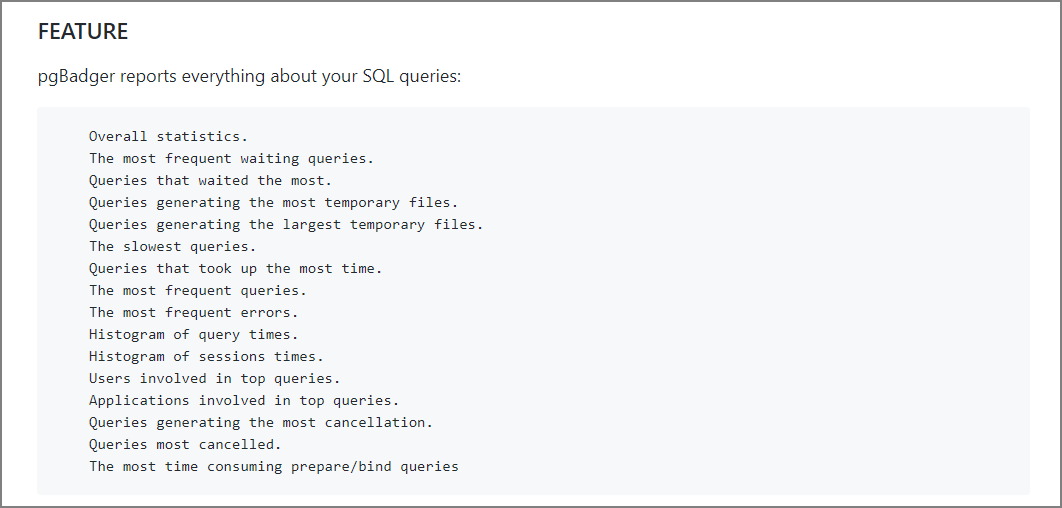 FEATURE
pgBadger reports everything about your SQL queries:
Overall statistics.
The most frequent waiting queries.
Queries that waited the most.
Queries generating the most temporary files.
Queries generating the largest temporary files.
The slowest queries.
Queries that took up the most time.
The most frequent queries.
The most frequent errors.
Histogram of query times.
Histogram of sessions times.
Users involved in top queries.
Applications involved in top queries.
Queries generating the most cancellation.
Queries most cancelled.
The most time consuming prepare/bind queries